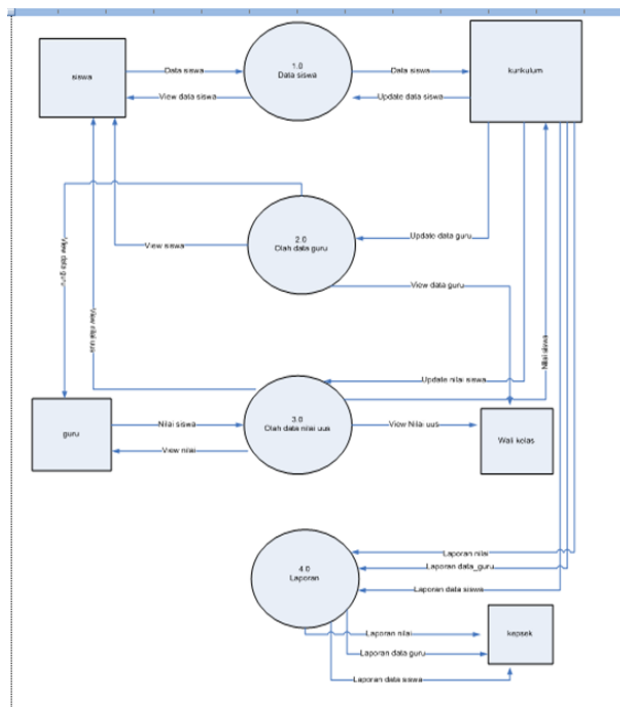 siswa
Data siswa
1.0
Data siswa
Data siswa
kurikulum
View data siswa
Update data siswa
2.0
Olah data guru
Update data guru
View siswa
View data guru
View data guru
View nilai uus
Nilai siswa
Update nilai siswa
guru
Nilai siswa
3.0
Olah data nilai uus
View Nilai uus
Wali kelas
View nilai
4.0
Laporan
Laporan nilai
Laporan data_guru
Laporan data siswa
Laporan nilai
kepsek
Laporan data guru
Laporan data siswa